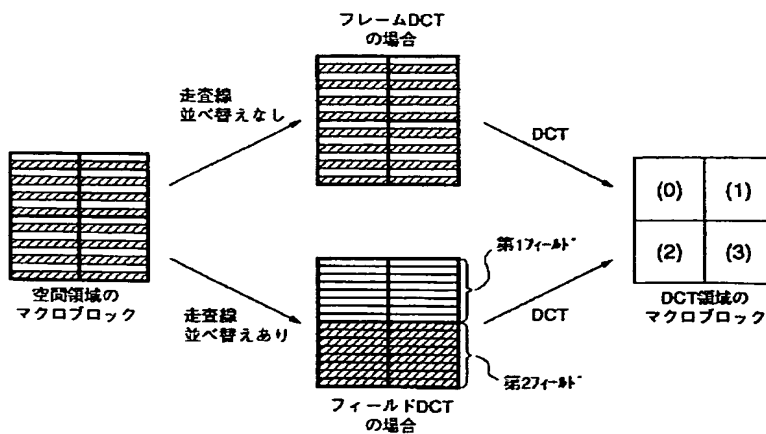 フレームDCT
の場合
走査線
並べ替えなし
DCT
空間領域の
マクロブロック
(0)
(1)
(2)
(3)
DCT領域の
マクロブロック
第1フィールド
走査線
並べ替えあり
DCT
第2フィールド
フィールドDCT
の場合